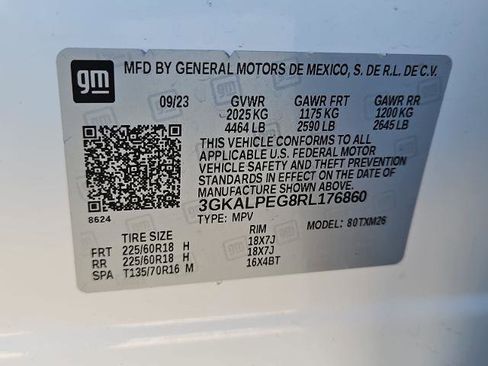 gm
MFD BY GENERAL MOTORS DE MEXICO, S. DE R.L. DE C.V.
09/23 GVWR GAWR FRT GAWR RR
2025 KG 1175 KG 1200 KG
4464 LB 2590 LB 2645 LB
THIS VEHICLE CONFORMS TO ALL
APPLICABLE U.S. FEDERAL MOTOR
VEHICLE SAFETY AND THEFT PREVENTION
STANDARDS IN EFFECT ON THE DATE OF
MANUFACTURE SHOWN ABOVE.
3GKALPEG8RL176860
8624
TYPE: MPV MODEL: 80TXM26
TIRE SIZE RIM
FRT 225/60R18 H 18X7J
RR 225/60R18 H 18X7J
SPA T135/70R16 M 16X4BT